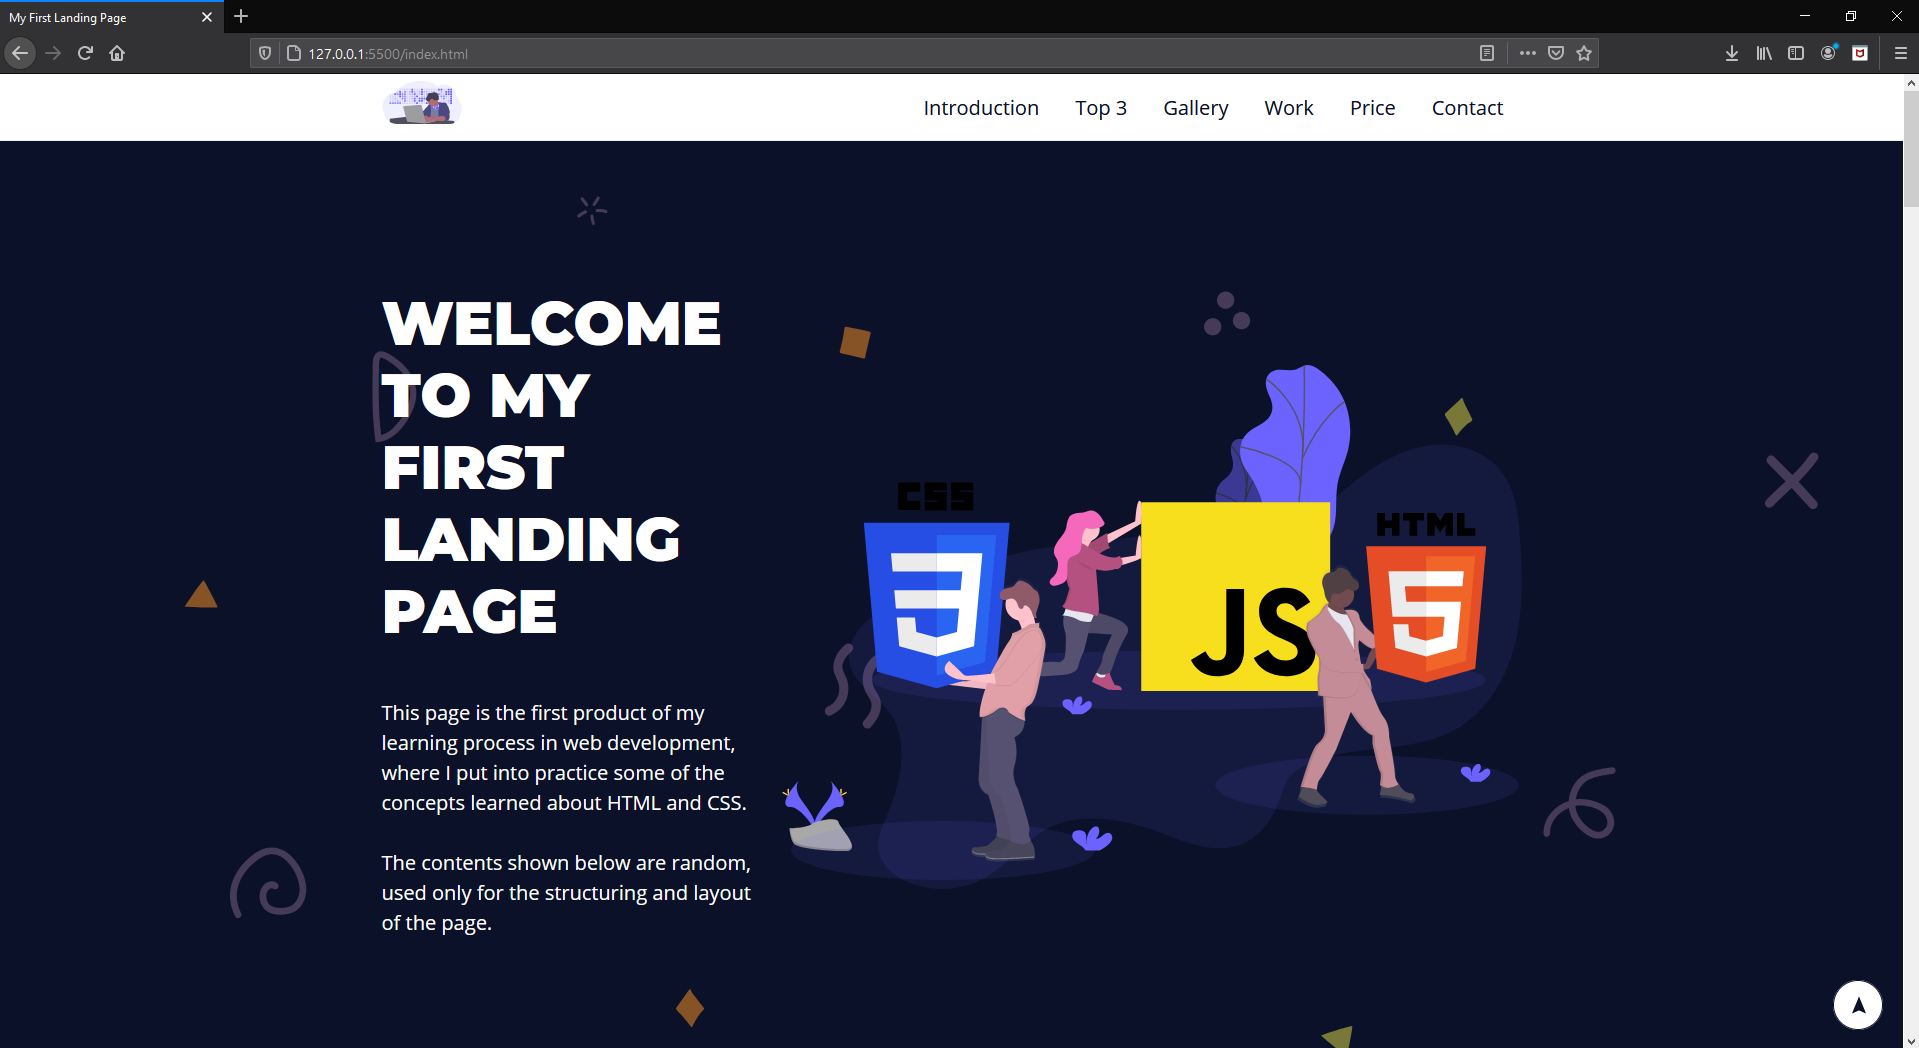 My First Landing Page
127.0.0.1:5500/index.html
Introduction Top 3 Gallery Work Price Contact
WELCOME
TO MY
FIRST
LANDING
PAGE
This page is the first product of my
learning process in web development,
where I put into practice some of the
concepts learned about HTML and CSS.
The contents shown below are random,
used only for the structuring and layout
of the page.
CSS
3
JS
HTML
5